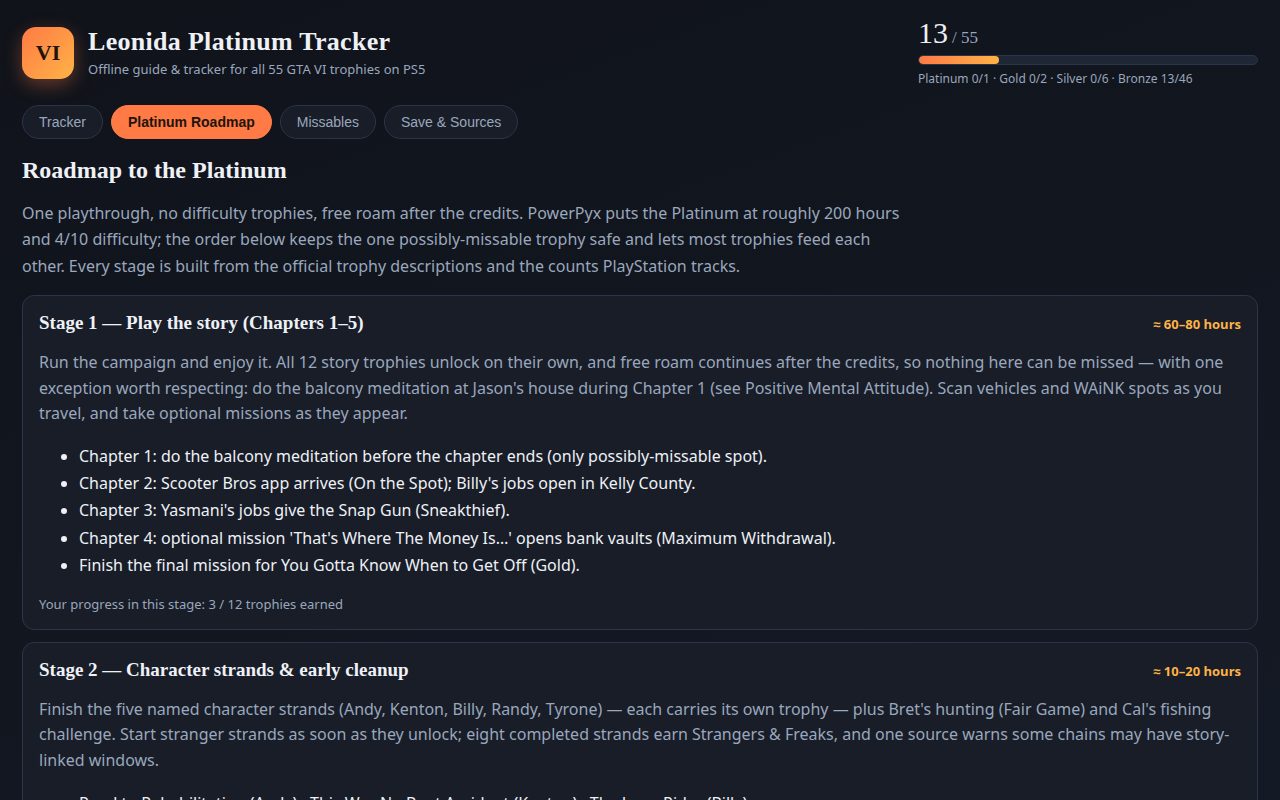 VI
Leonida Platinum Tracker
Offline guide & tracker for all 55 GTA VI trophies on PS5
13 / 55
Platinum 0/1 · Gold 0/2 · Silver 0/6 · Bronze 13/46
Tracker
Platinum Roadmap
Missables
Save & Sources
Roadmap to the Platinum
One playthrough, no difficulty trophies, free roam after the credits. PowerPyx puts the Platinum at roughly 200 hours
and 4/10 difficulty; the order below keeps the one possibly-missable trophy safe and lets most trophies feed each
other. Every stage is built from the official trophy descriptions and the counts PlayStation tracks.
Stage 1 — Play the story (Chapters 1–5)
≈ 60–80 hours
Run the campaign and enjoy it. All 12 story trophies unlock on their own, and free roam continues after the credits, so nothing here can be missed — with one
exception worth respecting: do the balcony meditation at Jason's house during Chapter 1 (see Positive Mental Attitude). Scan vehicles and WAiNK spots as you
travel, and take optional missions as they appear.
• Chapter 1: do the balcony meditation before the chapter ends (only possibly-missable spot).
• Chapter 2: Scooter Bros app arrives (On the Spot); Billy's jobs open in Kelly County.
• Chapter 3: Yasmani's jobs give the Snap Gun (Sneakthief).
• Chapter 4: optional mission 'That's Where The Money Is...' opens bank vaults (Maximum Withdrawal).
• Finish the final mission for You Gotta Know When to Get Off (Gold).
Your progress in this stage: 3 / 12 trophies earned
Stage 2 — Character strands & early cleanup
≈ 10–20 hours
Finish the five named character strands (Andy, Kenton, Billy, Randy, Tyrone) — each carries its own trophy — plus Bret's hunting (Fair Game) and Cal's fishing
challenge. Start stranger strands as soon as they unlock; eight completed strands earn Strangers & Freaks, and one source warns some chains may have story-
linked windows.